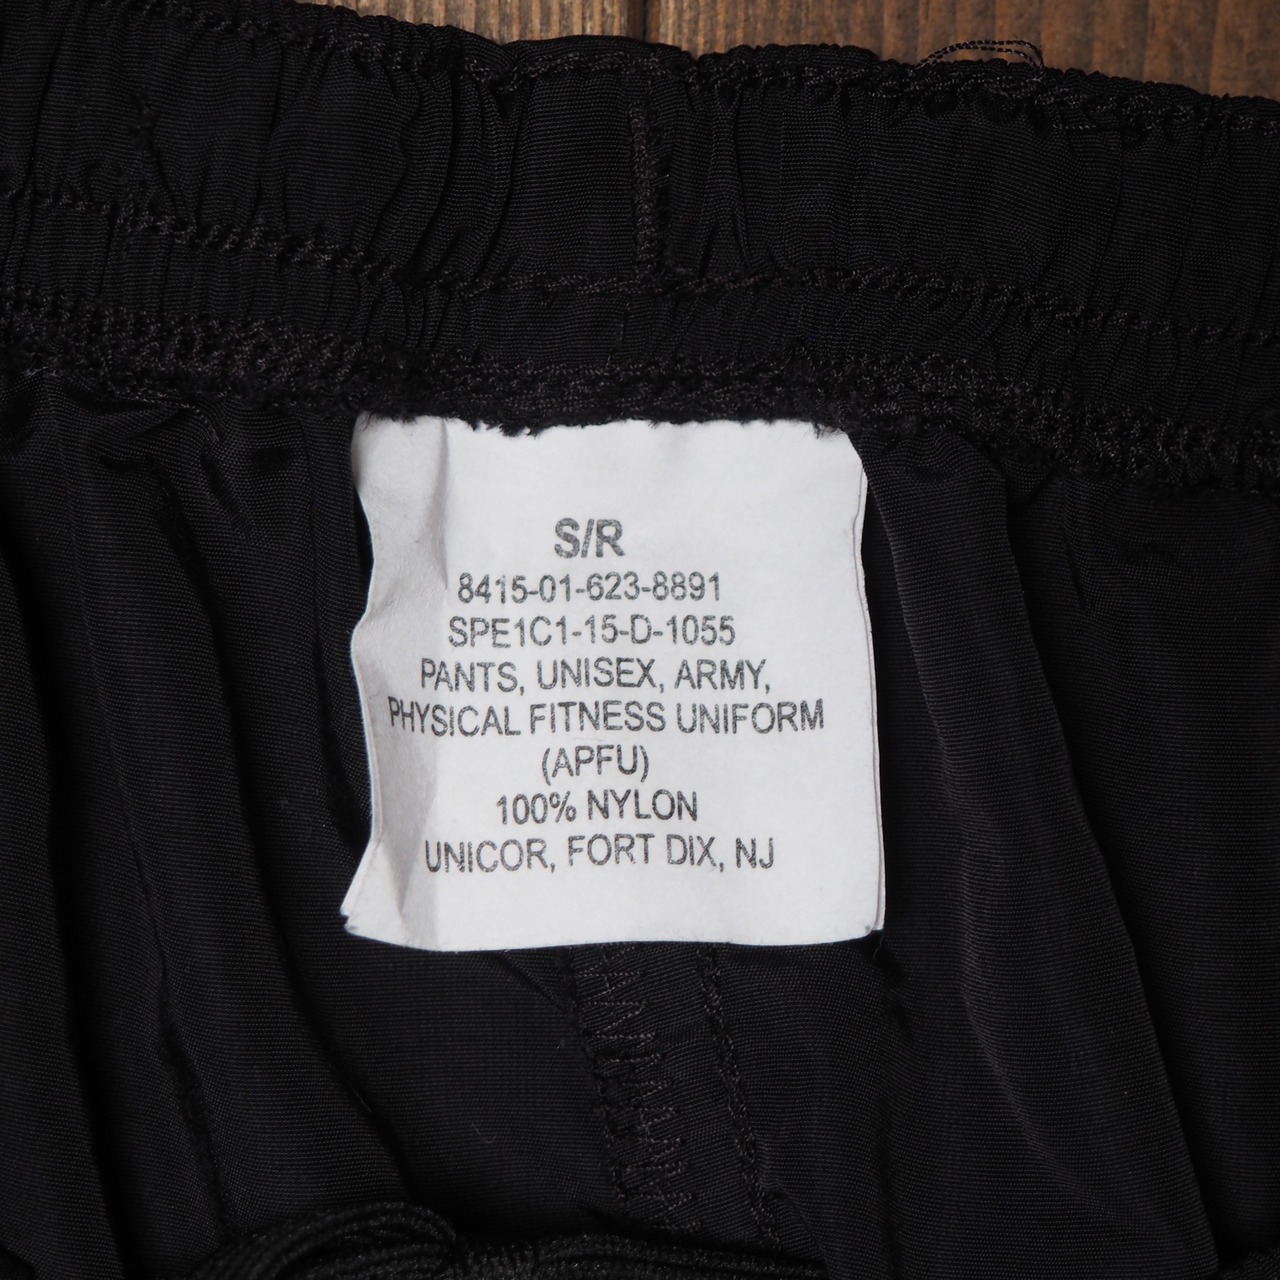 S/R
8415-01-623-8891
SPE1C1-15-D-1055
PANTS, UNISEX, ARMY,
PHYSICAL FITNESS UNIFORM
(APFU)
100% NYLON
UNICOR, FORT DIX, NJ